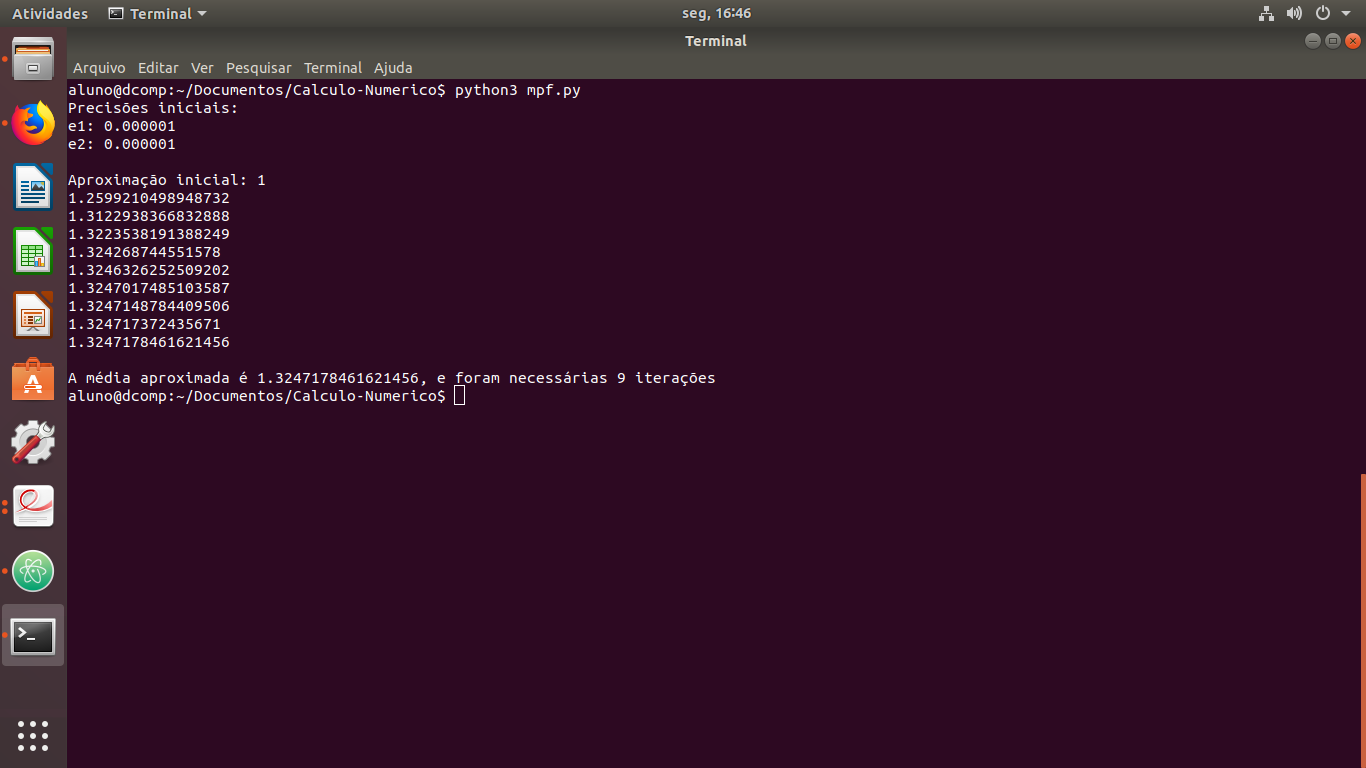 Atividades Terminal seg, 16:46
Terminal
Arquivo Editar Ver Pesquisar Terminal Ajuda
aluno@dcomp:~/Documentos/Calculo-Numerico$ python3 mpf.py
Precisões iniciais:
e1: 0.000001
e2: 0.000001
Aproximação inicial: 1
1.2599210498948732
1.3122938366832888
1.3223538191388249
1.324268744551578
1.3246326252509202
1.3247017485103587
1.3247148784409506
1.324717372435671
1.3247178461621456
A média aproximada é 1.3247178461621456, e foram necessárias 9 iterações
aluno@dcomp:~/Documentos/Calculo-Numerico$